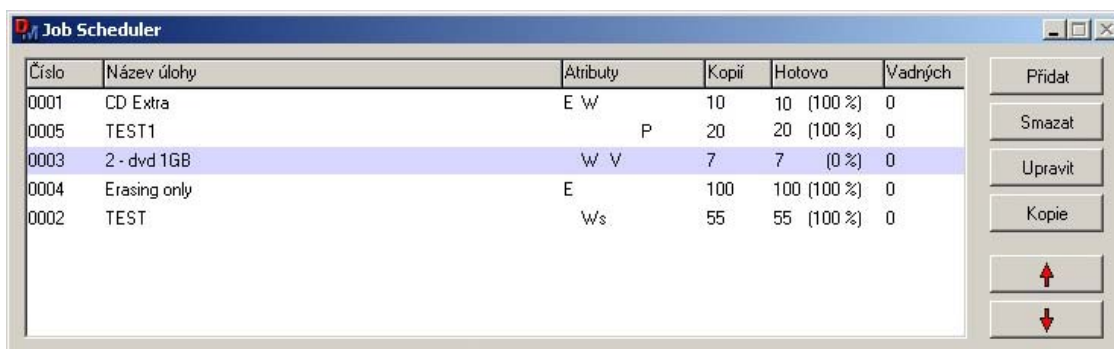 DM Job Scheduler
Číslo Název úlohy Atributy Kopií Hotovo Vadných
0001 CD Extra E W 10 10 (100 %) 0
0005 TEST1 P 20 20 (100 %) 0
0003 2 - dvd 1GB W V 7 7 (0 %) 0
0004 Erasing only E 100 100 (100 %) 0
0002 TEST Ws 55 55 (100 %) 0
Přidat
Smazat
Upravit
Kopie